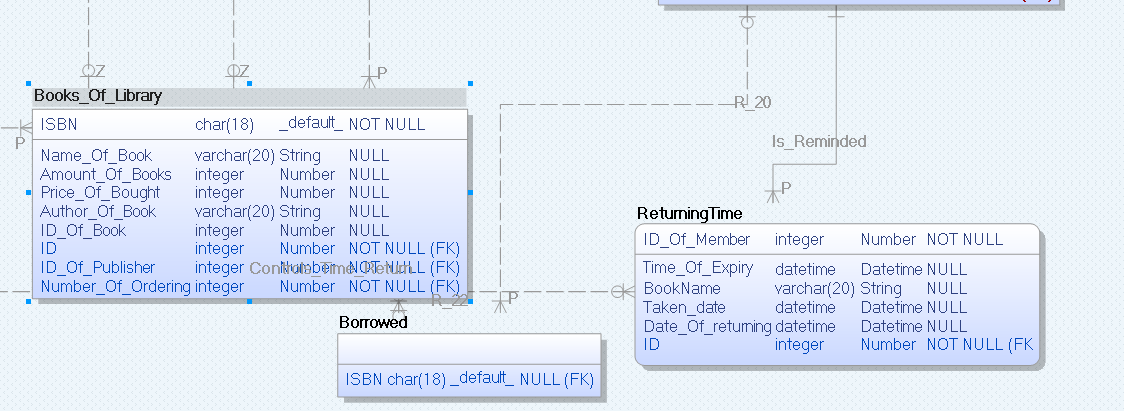 Z
Z
P
R_20
Is_Reminded
P
P
Books_Of_Library
ISBN char(18) _default_ NOT NULL
Name_Of_Book varchar(20) String NULL
Amount_Of_Books integer Number NULL
Price_Of_Bought integer Number NULL
Author_Of_Book varchar(20) String NULL
ID_Of_Book integer Number NULL
ID integer Number NOT NULL (FK)
ID_Of_Publisher integer Number NOT NULL (FK)
Number_Of_Ordering integer Number NOT NULL (FK)
R_22
P
ReturningTime
ID_Of_Member integer Number NOT NULL
Time_Of_Expiry datetime Datetime NULL
BookName varchar(20) String NULL
Taken_date datetime Datetime NULL
Date_Of_returning datetime Datetime NULL
ID integer Number NOT NULL (FK
Borrowed
ISBN char(18) _default_ NULL (FK)